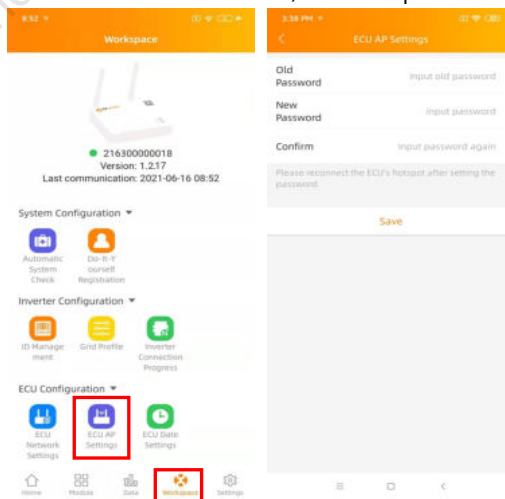 8:52
Workspace
216300000018
Version: 1.2.17
Last communication: 2021-06-16 08:52
System Configuration
Automatic
System
Check
Do-It-Y
ourself
Registration
Inverter Configuration
ID Manage
ment
Grid Profile
Inverter
Connection
Progress
ECU Configuration
ECU
Network
Settings
ECU AP
Settings
ECU Date
Settings
Home
Module
Data
Workspace
Settings
3:38 PM
ECU AP Settings
Old
Password
Input old password
New
Password
Input password
Confirm
Input password again
Please reconnect the ECU's hotspot after setting the
password
Save